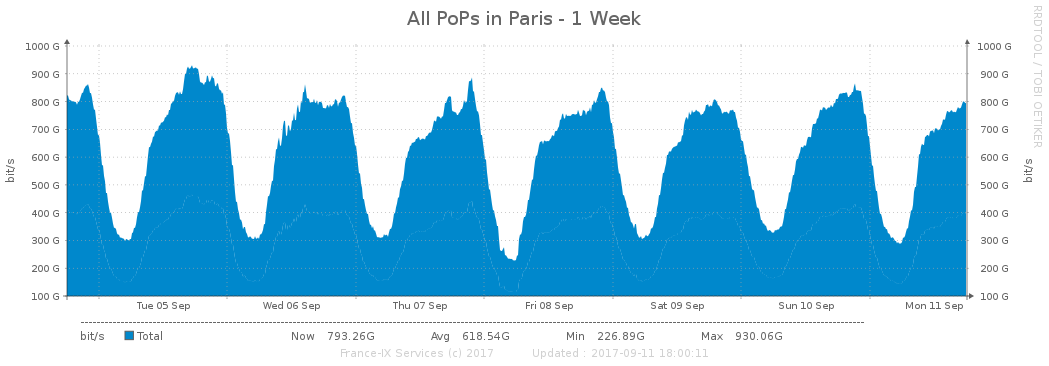 All PoPs in Paris - 1 Week
RRDTOOL / TOBI OETIKER
bit/s
1000 G
900 G
800 G
700 G
600 G
500 G
400 G
300 G
200 G
100 G
1000 G
900 G
800 G
700 G
600 G
500 G
400 G
300 G
200 G
100 G
bit/s
Tue 05 Sep Wed 06 Sep Thu 07 Sep Fri 08 Sep Sat 09 Sep Sun 10 Sep Mon 11 Sep
bit/s Total Now 793.26G Avg 618.54G Min 226.89G Max 930.06G
France-IX Services (c) 2017 Updated : 2017-09-11 18:00:11